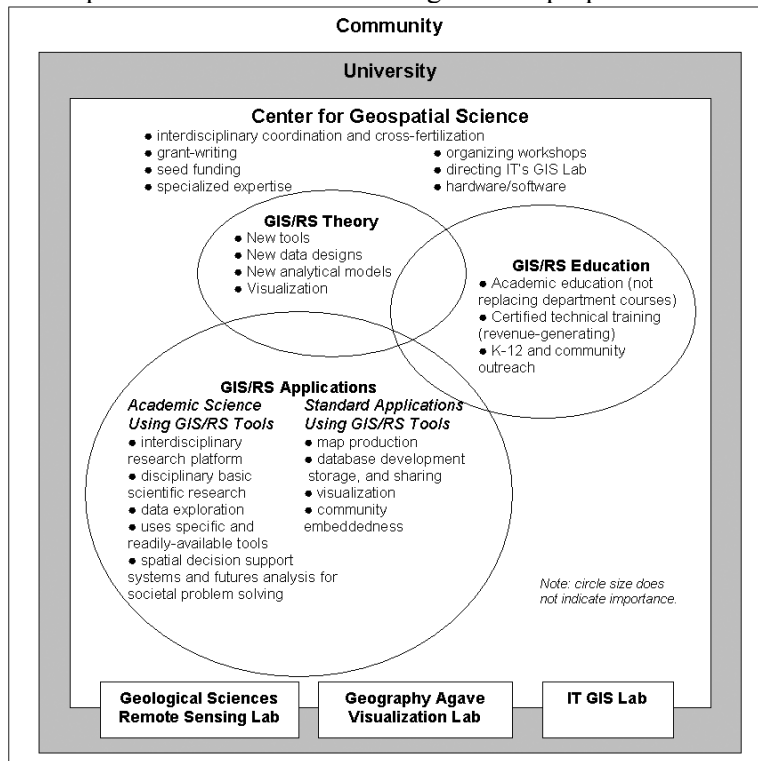 Community
University
Center for Geospatial Science
● interdisciplinary coordination and cross-fertilization
● grant-writing
● seed funding
● specialized expertise
● organizing workshops
● directing IT's GIS Lab
● hardware/software
GIS/RS Theory
● New tools
● New data designs
● New analytical models
● Visualization
GIS/RS Education
● Academic education (not
replacing department courses)
● Certified technical training
(revenue-generating)
● K-12 and community
outreach
GIS/RS Applications
Academic Science
Using GIS/RS Tools
● interdisciplinary
research platform
● disciplinary basic
scientific research
● data exploration
● uses specific and
readily-available tools
● spatial decision support
systems and futures analysis for
societal problem solving
Standard Applications
Using GIS/RS Tools
● map production
● database development
storage, and sharing
● visualization
● community
embeddedness
Note: circle size does
not indicate importance.
Geological Sciences
Remote Sensing Lab
Geography Agave
Visualization Lab
IT GIS Lab